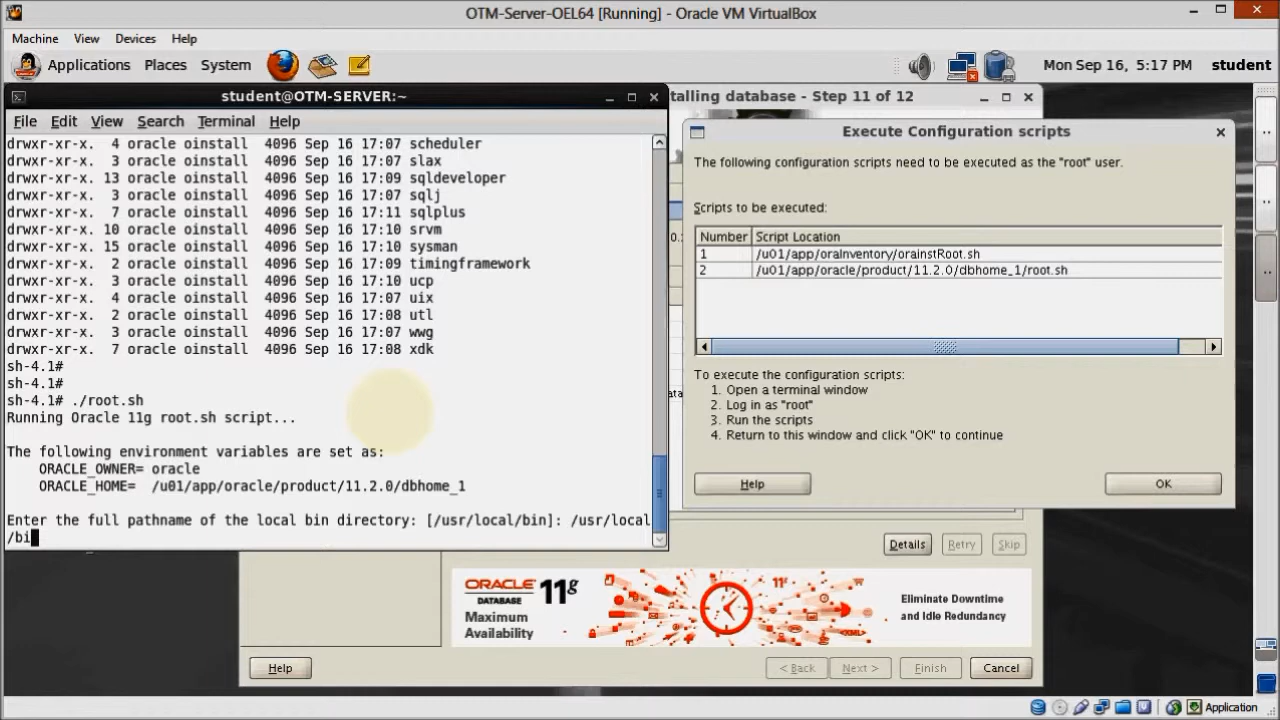 OTM-Server-OEL64 [Running] - Oracle VM VirtualBox
Machine View Devices Help
Applications Places System
Mon Sep 16, 5:17 PM student
student@OTM-SERVER:~
File Edit View Search Terminal Help
drwxr-xr-x. 4 oracle oinstall 4096 Sep 16 17:07 scheduler
drwxr-xr-x. 3 oracle oinstall 4096 Sep 16 17:07 slax
drwxr-xr-x. 13 oracle oinstall 4096 Sep 16 17:09 sqldeveloper
drwxr-xr-x. 3 oracle oinstall 4096 Sep 16 17:07 sqlj
drwxr-xr-x. 7 oracle oinstall 4096 Sep 16 17:11 sqlplus
drwxr-xr-x. 10 oracle oinstall 4096 Sep 16 17:10 srvm
drwxr-xr-x. 15 oracle oinstall 4096 Sep 16 17:10 sysman
drwxr-xr-x. 2 oracle oinstall 4096 Sep 16 17:09 timingframework
drwxr-xr-x. 3 oracle oinstall 4096 Sep 16 17:10 ucp
drwxr-xr-x. 4 oracle oinstall 4096 Sep 16 17:07 uix
drwxr-xr-x. 2 oracle oinstall 4096 Sep 16 17:08 utl
drwxr-xr-x. 3 oracle oinstall 4096 Sep 16 17:07 wwg
drwxr-xr-x. 7 oracle oinstall 4096 Sep 16 17:08 xdk
sh-4.1#
sh-4.1#
sh-4.1# ./root.sh
Running Oracle 11g root.sh script...
The following environment variables are set as:
ORACLE_OWNER= oracle
ORACLE_HOME= /u01/app/oracle/product/11.2.0/dbhome_1
Enter the full pathname of the local bin directory: [/usr/local/bin]: /usr/local
/bi
talling database - Step 11 of 12
Execute Configuration scripts
The following configuration scripts need to be executed as the "root" user.
Scripts to be executed:
Number Script Location
1 /u01/app/oraInventory/orainstRoot.sh
2 /u01/app/oracle/product/11.2.0/dbhome_1/root.sh
To execute the configuration scripts:
1. Open a terminal window
2. Log in as "root"
3. Run the scripts
4. Return to this window and click "OK" to continue
Help OK
Details Retry Skip
ORACLE 11g
DATABASE
Maximum
Availability
11g
Eliminate Downtime
and Idle Redundancy
Help < Back Next > Finish Cancel
Application